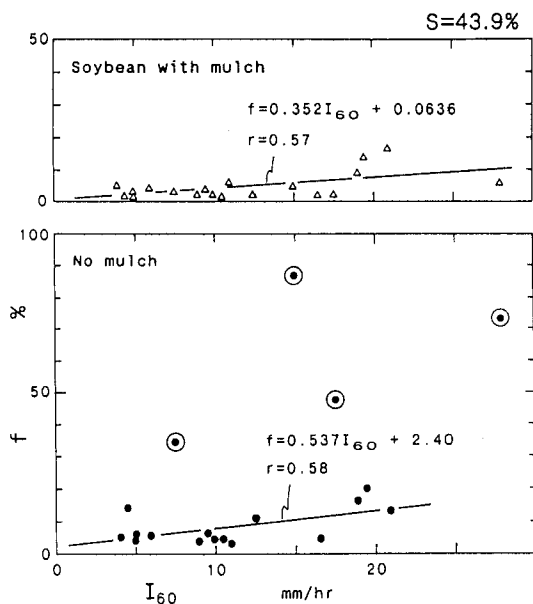 S=43.9%
50
Soybean with mulch
f=0.352I60 + 0.0636
r=0.57
0
100
No mulch
%
50
f
f=0.537I60 + 2.40
r=0.58
0
0 10 20
I60 mm/hr